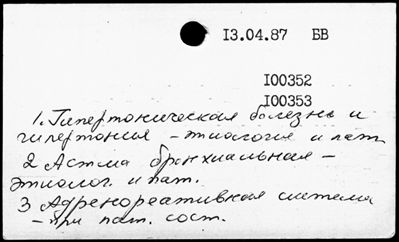 13.04.87 БВ
100352
100353
1. Гипертоническая болезнь и
гипертония - этиология и пат.
2 Астма бронхиальная -
этиолог. и пат.
3 Адренореактивная система
- при пат. сост.